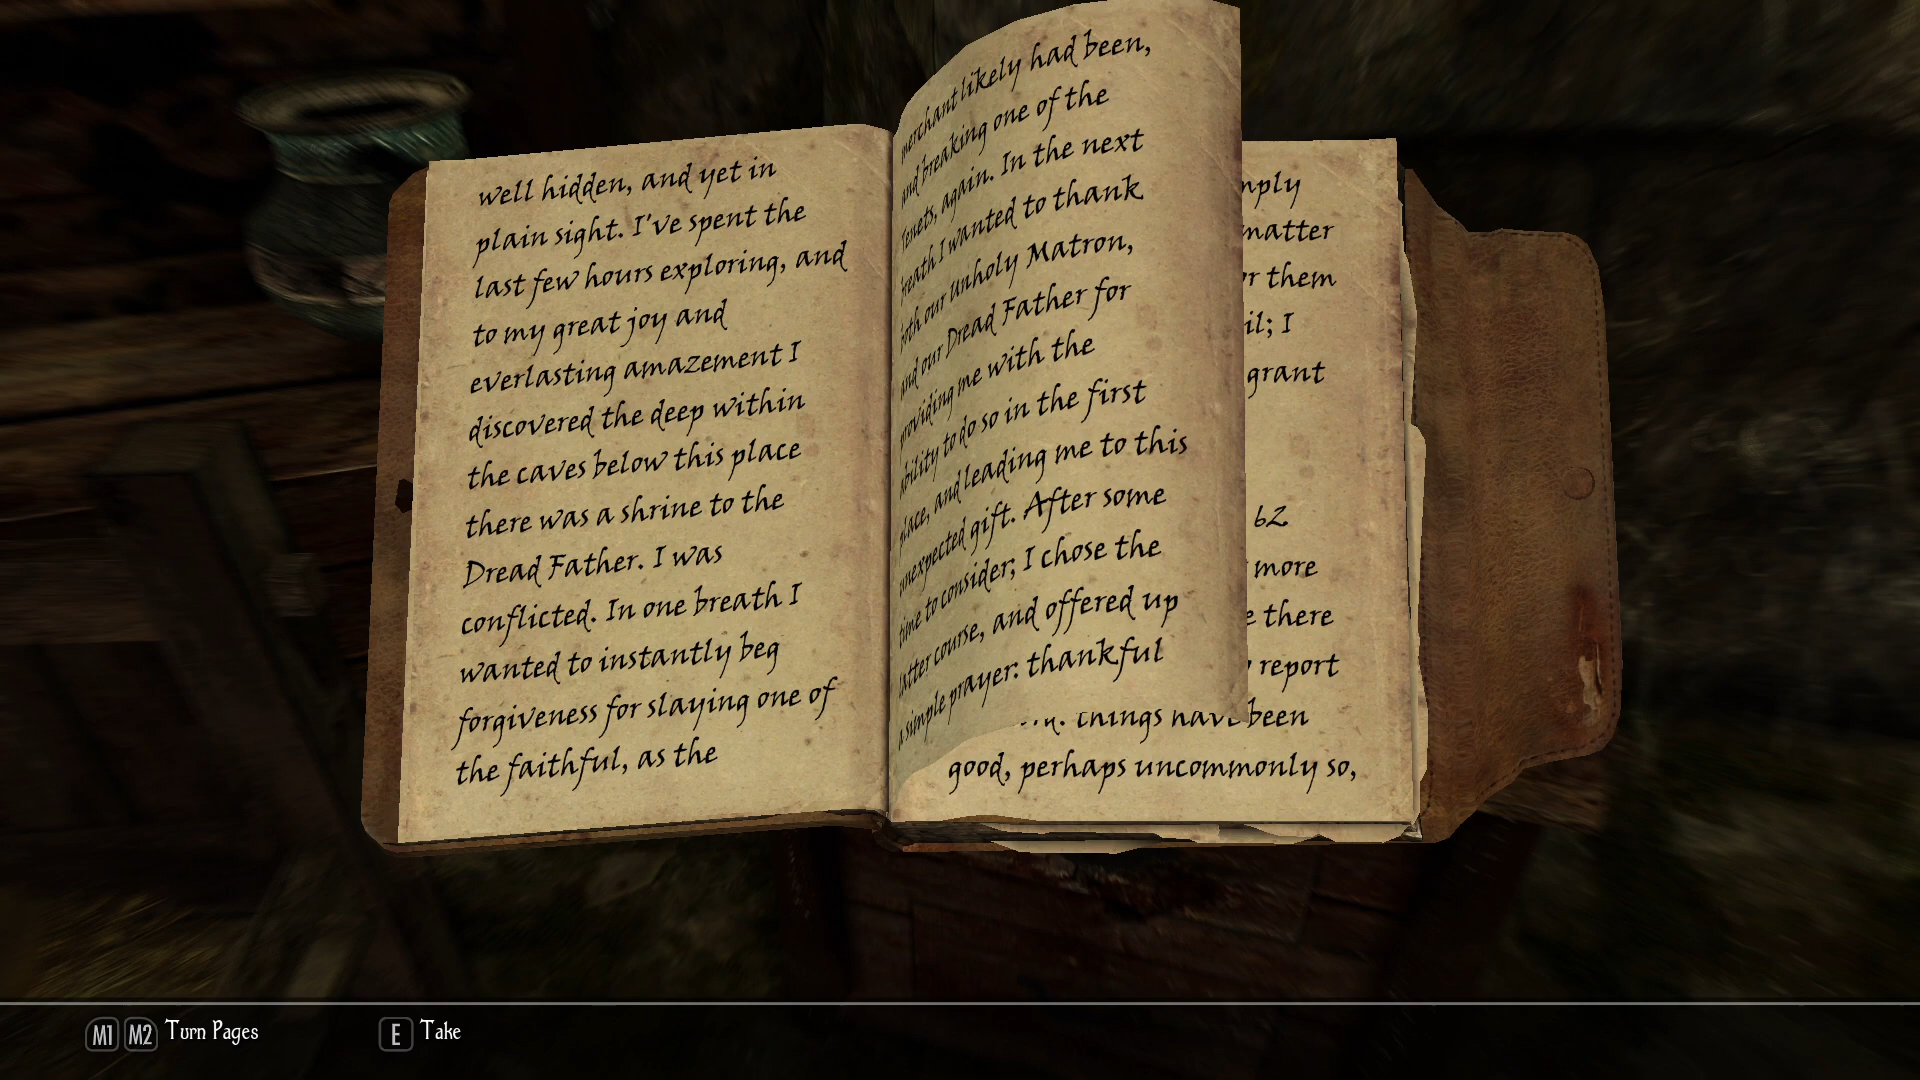 well hidden, and yet in
plain sight. I've spent the
last few hours exploring, and
to my great joy and
everlasting amazement I
discovered the deep within
the caves below this place
there was a shrine to the
Dread Father. I was
conflicted. In one breath I
wanted to instantly beg
forgiveness for slaying one of
the faithful, as the
merchant likely had been,
and breaking one of the
Tenets, again. In the next
breath I wanted to thank
both our Unholy Matron,
and our Dread Father for
providing me with the
ability to do so in the first
place, and leading me to this
unexpected gift. After some
time to consider; I chose the
latter course, and offered up
a simple prayer: thankful
matter
them
I
grant
62
more
there
report
things have been
good, perhaps uncommonly so,
M1 M2 Turn Pages
E Take